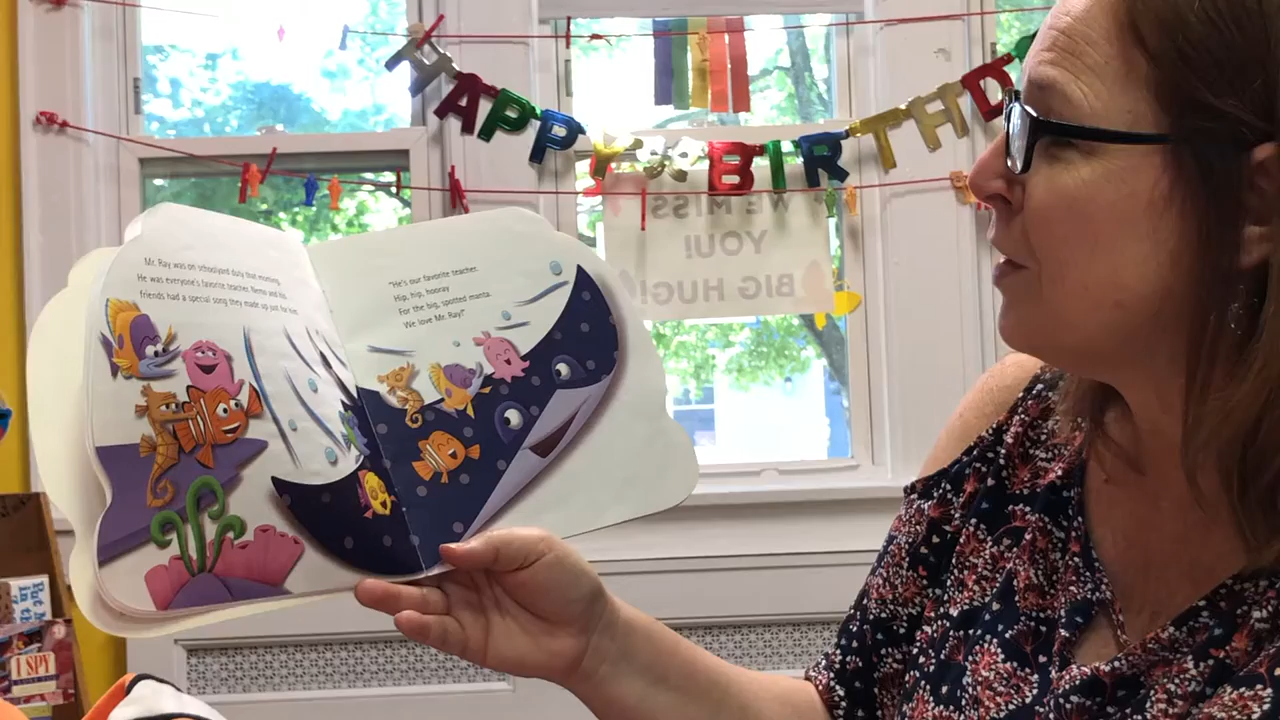 HAPPY BIRTHD
WE MISS
YOU!
BIG HUG!
Mr. Ray was on schoolyard duty that morning.
He was everyone's favorite teacher. Nemo and his
friends had a special song they made up just for him.
"He's our favorite teacher.
Hip, hip, hooray
For the big, spotted manta.
We love Mr. Ray!"
I SPY